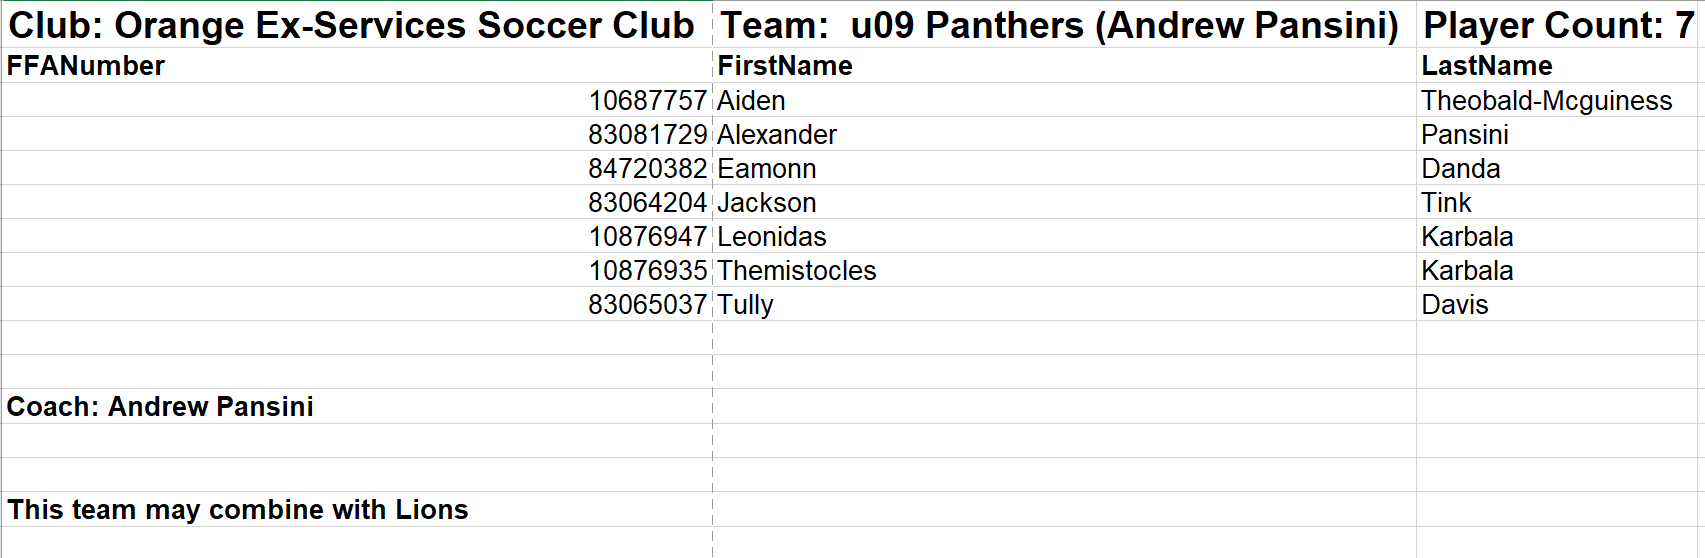 Club: Orange Ex-Services Soccer Club Team:  u09 Panthers (Andrew Pansini) Player Count: 7
FFANumber FirstName LastName
10687757 Aiden Theobald-Mcguiness
83081729 Alexander Pansini
84720382 Eamonn Danda
83064204 Jackson Tink
10876947 Leonidas Karbala
10876935 Themistocles Karbala
83065037 Tully Davis
Coach: Andrew Pansini
This team may combine with Lions